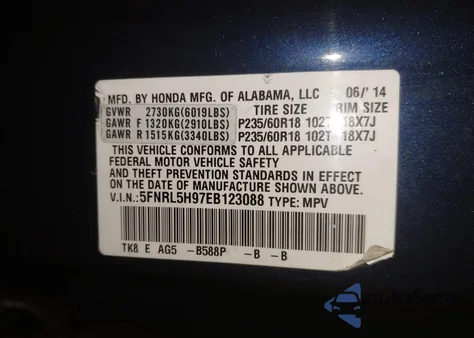 MFD. BY HONDA MFG. OF ALABAMA, LLC 06/'14
GVWR 2730KG(6019LBS) TIRE SIZE RIM SIZE
GAWR F 1320KG(2910LBS) P235/60R18 102T 18X7J
GAWR R 1515KG(3340LBS) P235/60R18 102T 18X7J
THIS VEHICLE CONFORMS TO ALL APPLICABLE
FEDERAL MOTOR VEHICLE SAFETY
AND THEFT PREVENTION STANDARDS IN EFFECT
ON THE DATE OF MANUFACTURE SHOWN ABOVE.
V.I.N.:5FNRL5H97EB123088 TYPE: MPV
TK8 E AG5 -B588P -B -B